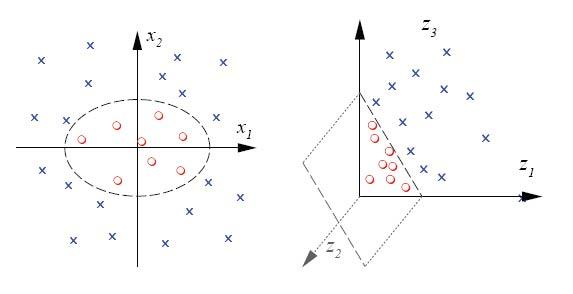 x₂
x₁
z₃
z₁
z₂